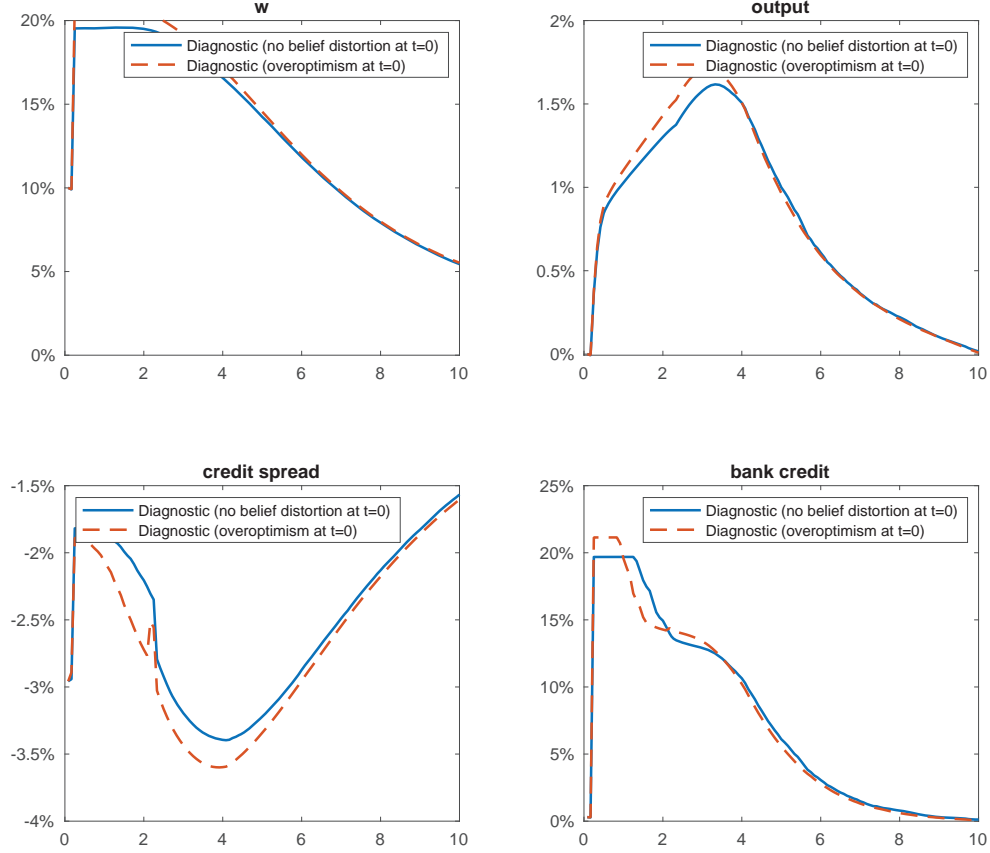 w
20%
15%
10%
5%
0%
0 2 4 6 8 10
Diagnostic (no belief distortion at t=0)
Diagnostic (overoptimism at t=0)
output
2%
1.5%
1%
0.5%
0%
0 2 4 6 8 10
Diagnostic (no belief distortion at t=0)
Diagnostic (overoptimism at t=0)
credit spread
-1.5%
-2%
-2.5%
-3%
-3.5%
-4%
0 2 4 6 8 10
Diagnostic (no belief distortion at t=0)
Diagnostic (overoptimism at t=0)
bank credit
25%
20%
15%
10%
5%
0%
0 2 4 6 8 10
Diagnostic (no belief distortion at t=0)
Diagnostic (overoptimism at t=0)